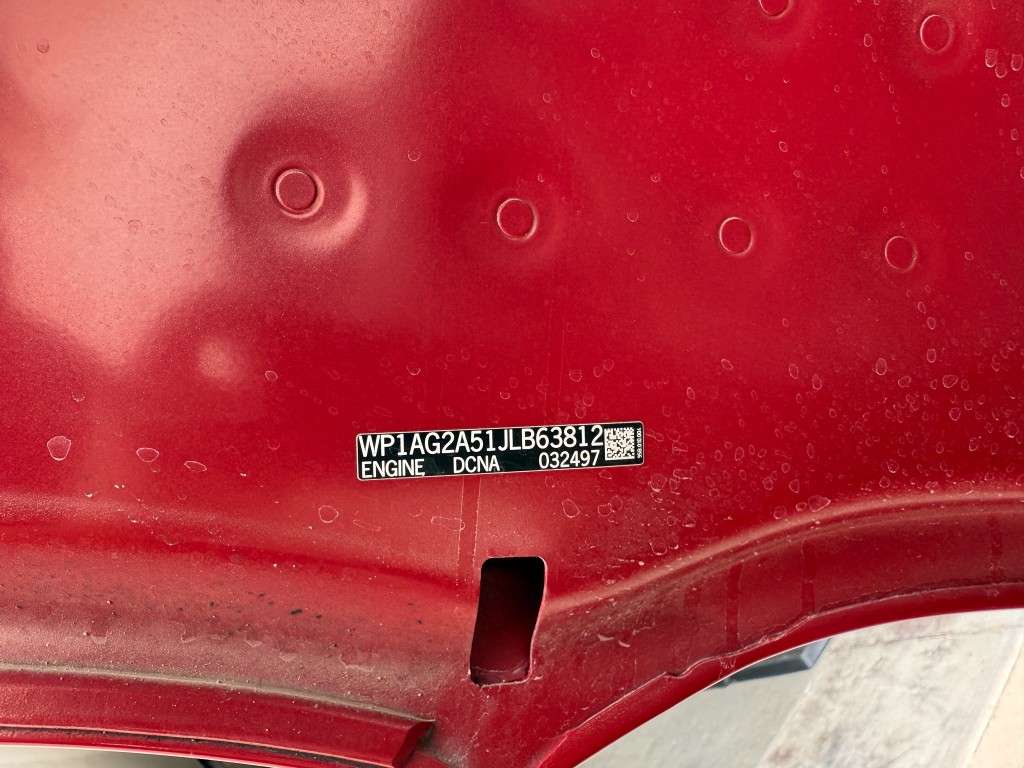 WP1AG2A51JLB63812
ENGINE DCNA 032497